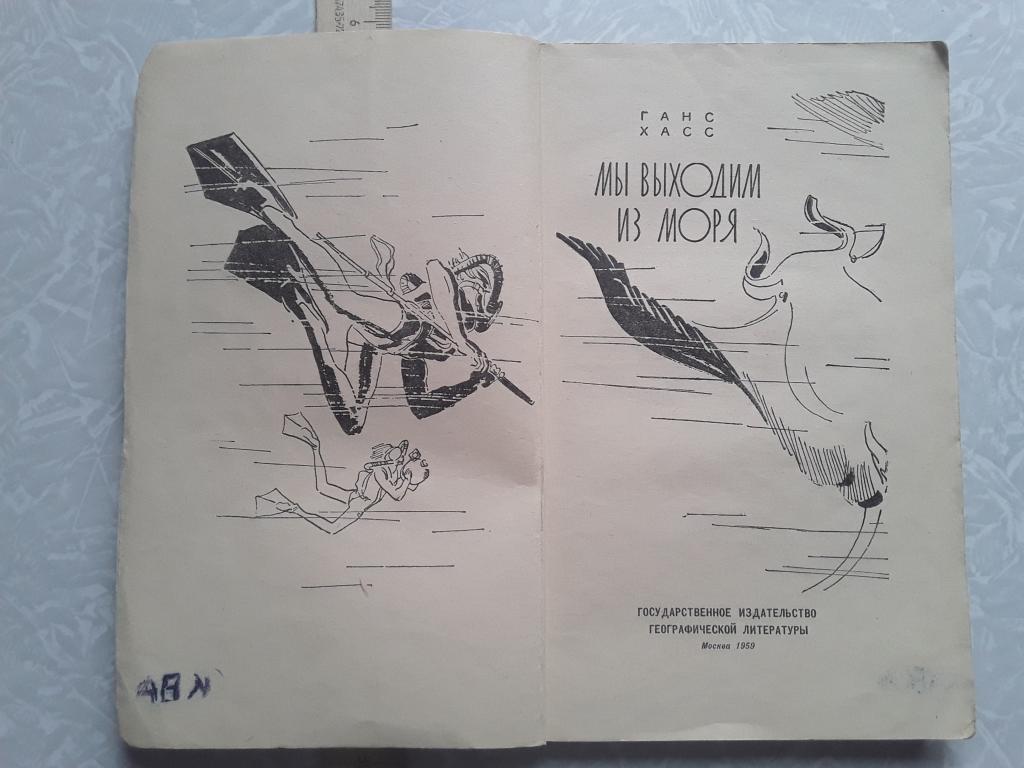 ГАНС
ХАСС
МЫ ВЫХОДИМ
ИЗ МОРЯ
ГОСУДАРСТВЕННОЕ ИЗДАТЕЛЬСТВО
ГЕОГРАФИЧЕСКОЙ ЛИТЕРАТУРЫ
Москва 1959